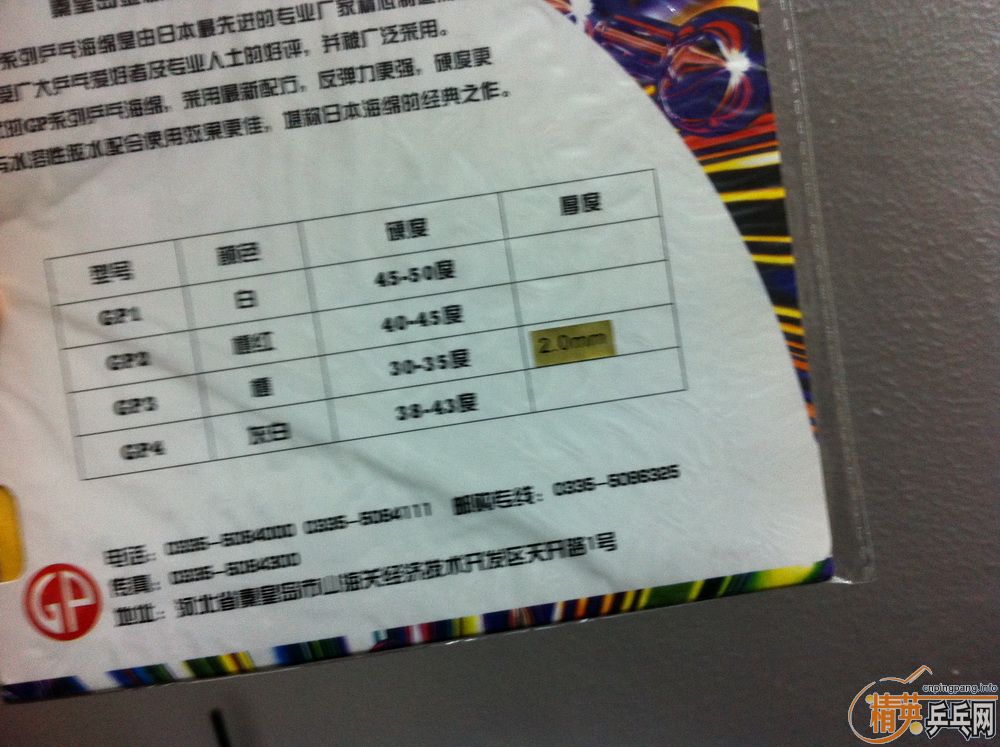 系列乒乓海绵是由日本最先进的专业厂家精心制造
受广大乒乓爱好者及专业人士的好评，并被广泛采用。
的GP系列乒乓海绵，采用最新配方，反弹力更强，硬度更
与水溶性胶水配合使用效果更佳，堪称日本海绵的经典之作。
型号 颜色 硬度 厚度
GP1 白 45-50度
GP2 橘红 40-45度
GP3 橘 30-35度 2.0mm
GP4 灰白 38-43度
电话：0335-5084000 0335-5084111 邮购专线：0335-5086325
传真：0335-5084300
地址：河北省秦皇岛市山海关经济技术开发区天开路1号
GP
cnpingpang.info
精英乒乓网